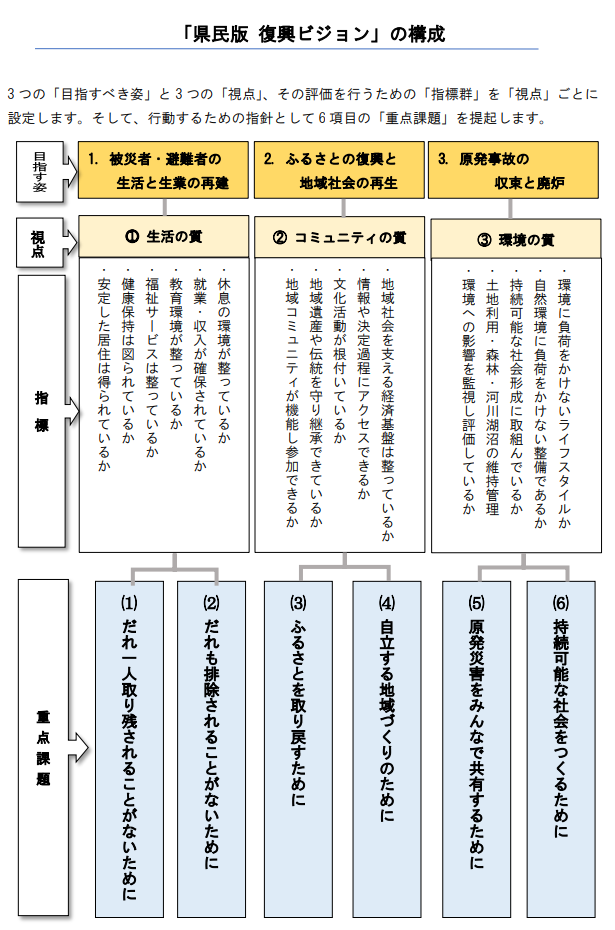 「県民版 復興ビジョン」の構成
3つの「目指すべき姿」と3つの「視点」、その評価を行うための「指標群」を「視点」ごとに
設定します。そして、行動するための指針として6項目の「重点課題」を提起します。
目指す姿
1. 被災者・避難者の
生活と生業の再建
2. ふるさとの復興と
地域社会の再生
3. 原発事故の
収束と廃炉
視点
① 生活の質
② コミュニティの質
③ 環境の質
指標
・休息の環境が整っているか
・就業・収入が確保されているか
・教育環境が整っているか
・福祉サービスは整っているか
・健康保持は図られているか
・安定した居住は得られているか
・地域社会を支える経済基盤は整っているか
・情報や決定過程にアクセスできるか
・文化活動が根付いているか
・地域遺産や伝統を守り継承できているか
・地域コミュニティが機能し参加できるか
・環境に負荷をかけないライフスタイルか
・自然環境に負荷をかけない整備であるか
・持続可能な社会形成に取組んでいるか
・土地利用・森林・河川湖沼の維持管理
・環境への影響を監視し評価しているか
重点課題
⑴ だれ一人取り残されることがないために
⑵ だれも排除されることがないために
⑶ ふるさとを取り戻すために
⑷ 自立する地域づくりのために
⑸ 原発災害をみんなで共有するために
⑹ 持続可能な社会をつくるために